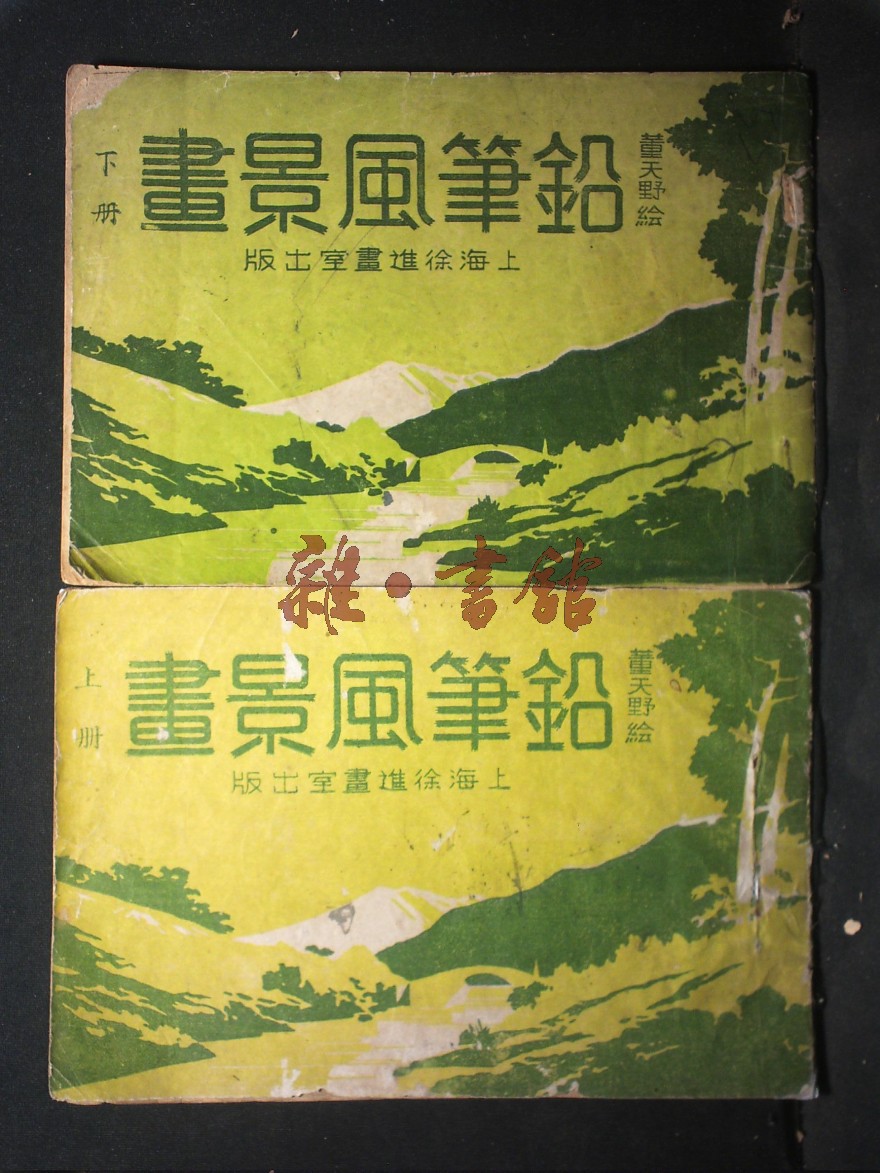 鉛筆風景畫
董天野繪
下册
上海徐進畫室出版
雜·書館
鉛筆風景畫
董天野繪
上册
上海徐進畫室出版